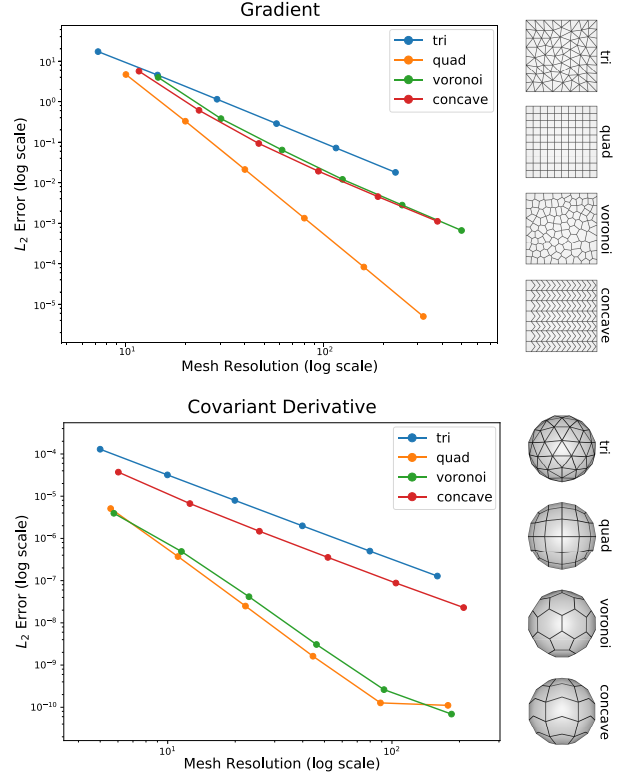 Gradient
tri
quad
voronoi
concave
10^1
10^0
10^-1
10^-2
10^-3
10^-4
10^-5
L_2 Error (log scale)
10^1
10^2
Mesh Resolution (log scale)
tri
quad
voronoi
concave
Covariant Derivative
tri
quad
voronoi
concave
10^-4
10^-5
10^-6
10^-7
10^-8
10^-9
10^-10
L_2 Error (log scale)
10^1
10^2
Mesh Resolution (log scale)
tri
quad
voronoi
concave